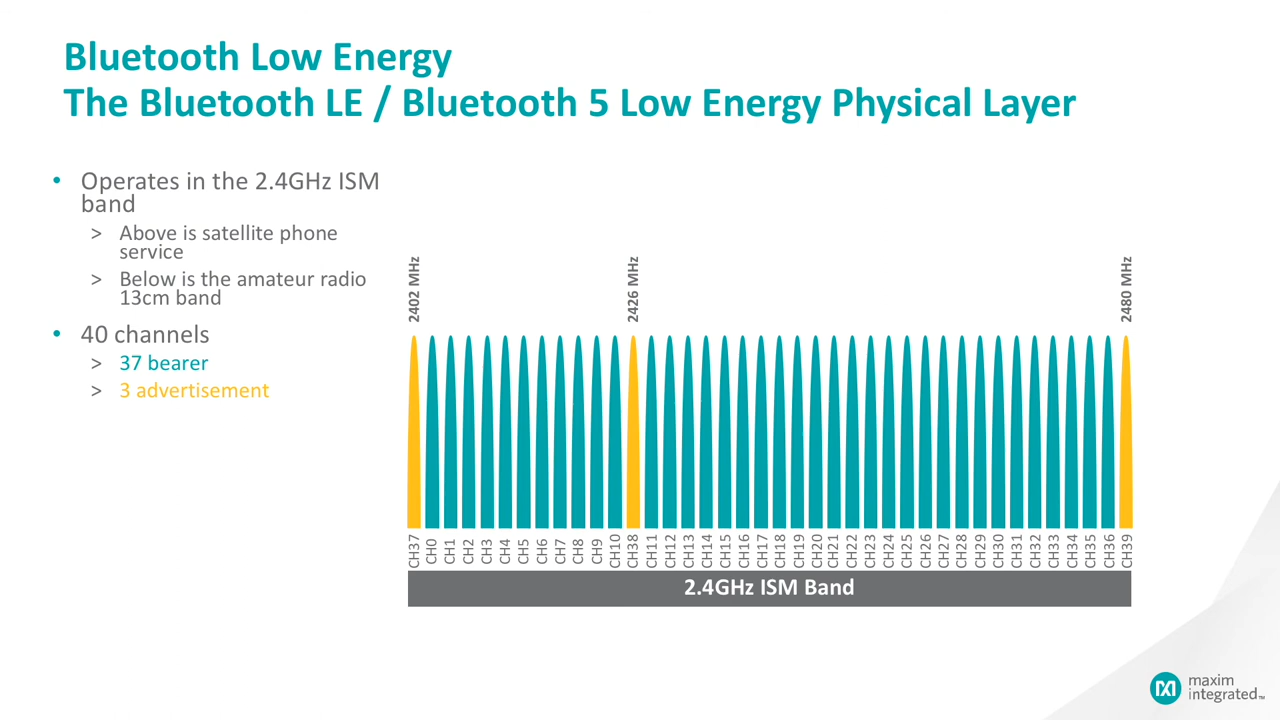 Bluetooth Low Energy
The Bluetooth LE / Bluetooth 5 Low Energy Physical Layer
• Operates in the 2.4GHz ISM
band
> Above is satellite phone
service
> Below is the amateur radio
13cm band
• 40 channels
> 37 bearer
> 3 advertisement
2402 MHz
2426 MHz
2480 MHz
CH37
CH0
CH1
CH2
CH3
CH4
CH5
CH6
CH7
CH8
CH9
CH10
CH38
CH11
CH12
CH13
CH14
CH15
CH16
CH17
CH18
CH19
CH20
CH21
CH22
CH23
CH24
CH25
CH26
CH27
CH28
CH29
CH30
CH31
CH32
CH33
CH34
CH35
CH36
CH39
2.4GHz ISM Band
maxim
integrated™